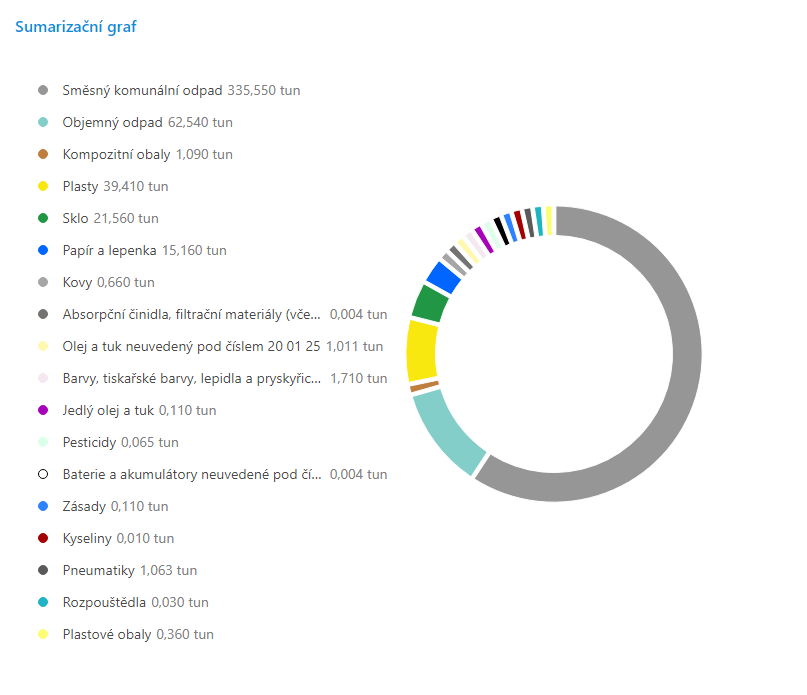 Sumarizační graf
Směsný komunální odpad 335,550 tun
Objemný odpad 62,540 tun
Kompozitní obaly 1,090 tun
Plasty 39,410 tun
Sklo 21,560 tun
Papír a lepenka 15,160 tun
Kovy 0,660 tun
Absorpční činidla, filtrační materiály (vče... 0,004 tun
Olej a tuk neuvedený pod číslem 20 01 25 1,011 tun
Barvy, tiskařské barvy, lepidla a pryskyřic... 1,710 tun
Jedlý olej a tuk 0,110 tun
Pesticidy 0,065 tun
Baterie a akumulátory neuvedené pod čí... 0,004 tun
Zásady 0,110 tun
Kyseliny 0,010 tun
Pneumatiky 1,063 tun
Rozpouštědla 0,030 tun
Plastové obaly 0,360 tun